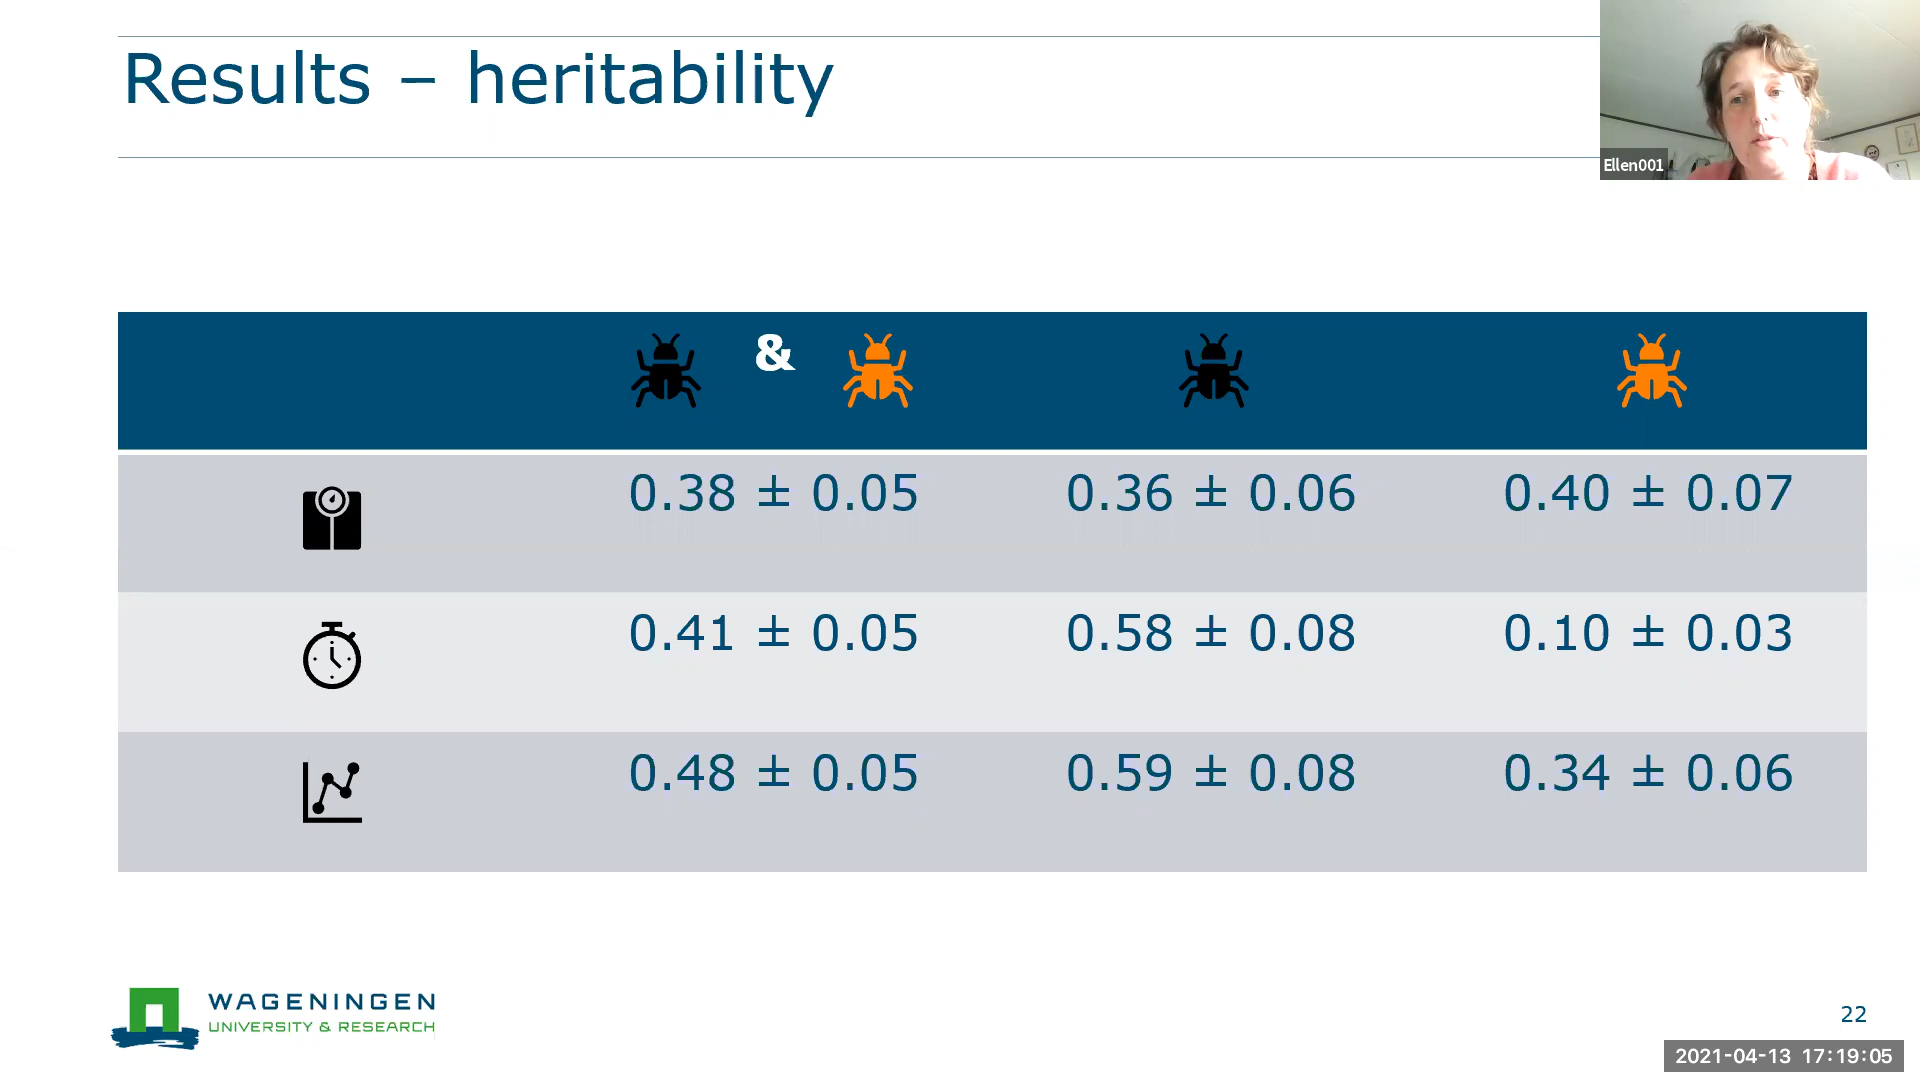 Results – heritability
Ellen001
&
0.38 ± 0.05 0.36 ± 0.06 0.40 ± 0.07
0.41 ± 0.05 0.58 ± 0.08 0.10 ± 0.03
0.48 ± 0.05 0.59 ± 0.08 0.34 ± 0.06
WAGENINGEN
UNIVERSITY & RESEARCH
22
2021-04-13 17:19:05